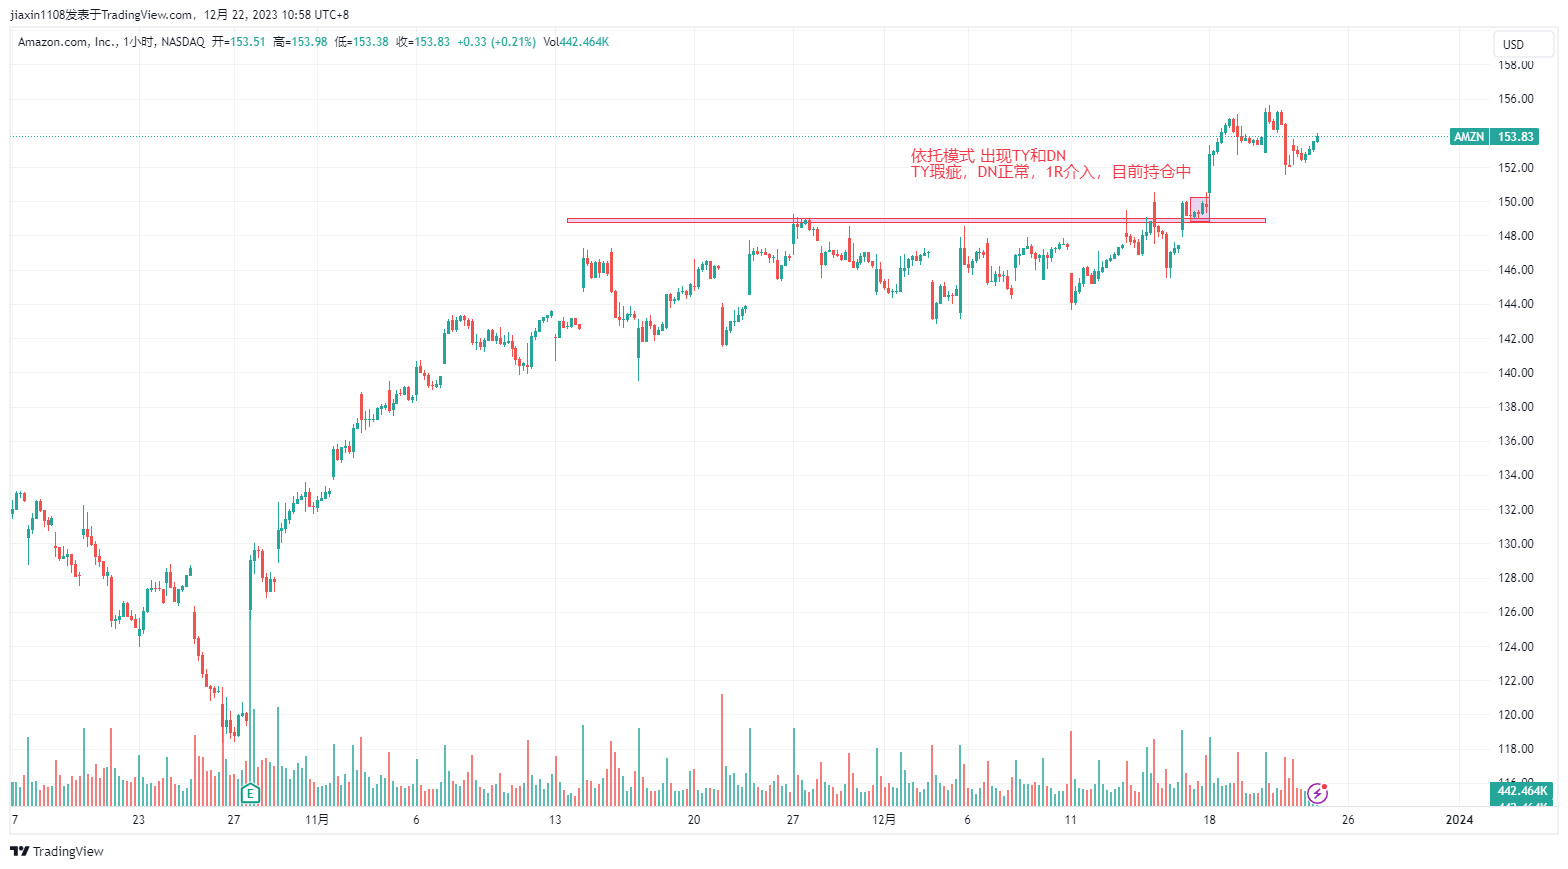 jiaxin1108发表于TradingView.com，12月 22, 2023 10:58 UTC+8
Amazon.com, Inc., 1小时, NASDAQ 开=153.51 高=153.98 低=153.38 收=153.83 +0.33 (+0.21%) Vol442.464K
USD
158.00
156.00
AMZN 153.83
依托模式 出现TY和DN
TY瑕疵，DN正常，1R介入，目前持仓中
152.00
150.00
148.00
146.00
144.00
142.00
140.00
138.00
136.00
134.00
132.00
130.00
128.00
126.00
124.00
122.00
120.00
118.00
116.00
442.464K
442.464K
E
7 23 27 11月 6 13 20 27 12月 6 11 18 26 2024
TradingView